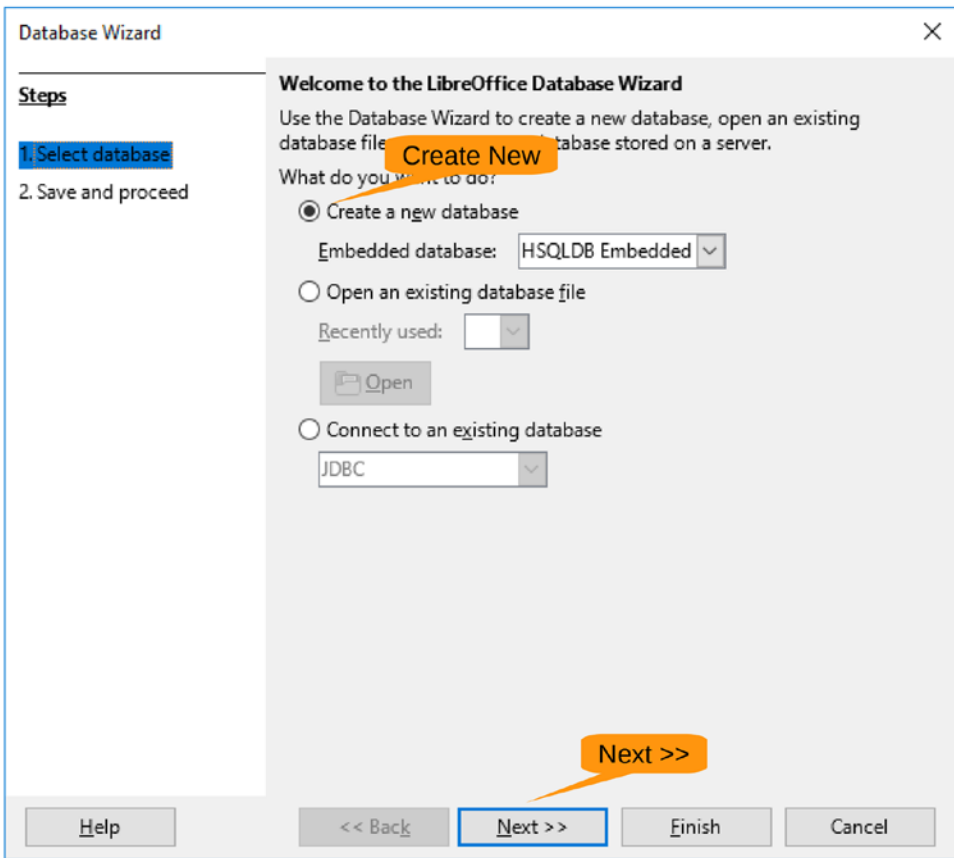 Database Wizard
Steps
1. Select database
2. Save and proceed
Welcome to the LibreOffice Database Wizard
Use the Database Wizard to create a new database, open an existing
database file tabase stored on a server.
Create New
What do you want to do?
Create a new database
Embedded database: HSQLDB Embedded
Open an existing database file
Recently used:
Open
Connect to an existing database
JDBC
Next >>
Help << Back Next >> Finish Cancel